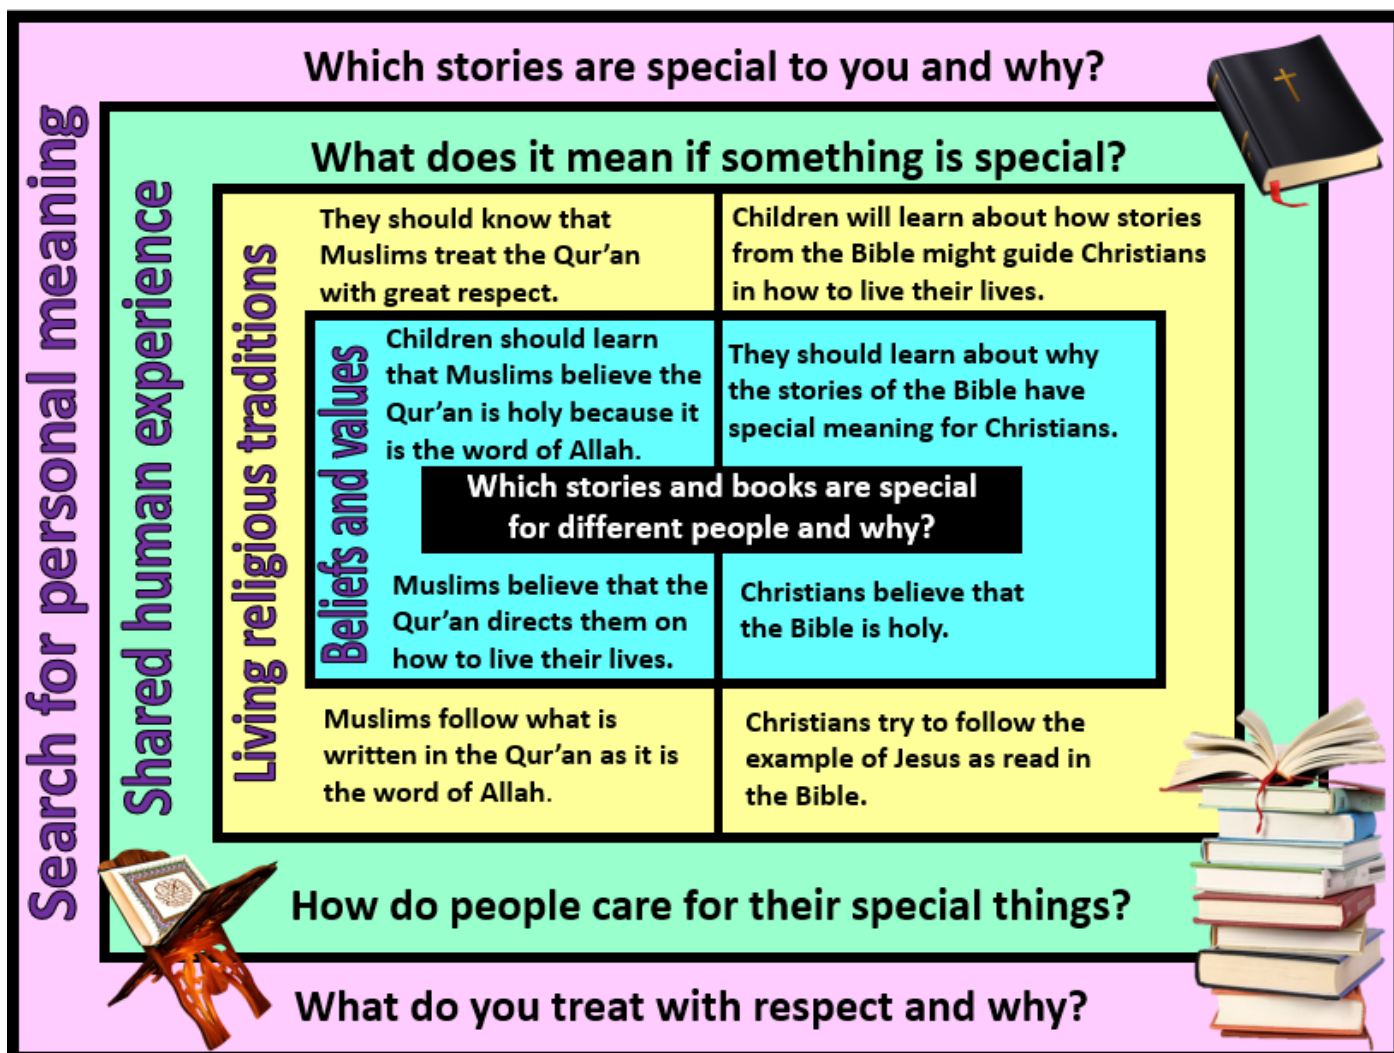 Which stories are special to you and why?
What does it mean if something is special?
They should know that
Muslims treat the Qur’an
with great respect.
Children will learn about how stories
from the Bible might guide Christians
in how to live their lives.
Children should learn
that Muslims believe the
Qur’an is holy because it
is the word of Allah.
They should learn about why
the stories of the Bible have
special meaning for Christians.
Which stories and books are special
for different people and why?
Muslims believe that the
Qur’an directs them on
how to live their lives.
Christians believe that
the Bible is holy.
Muslims follow what is
written in the Qur’an as it is
the word of Allah.
Christians try to follow the
example of Jesus as read in
the Bible.
How do people care for their special things?
What do you treat with respect and why?
Search for personal meaning
Shared human experience
Living religious traditions
Beliefs and values